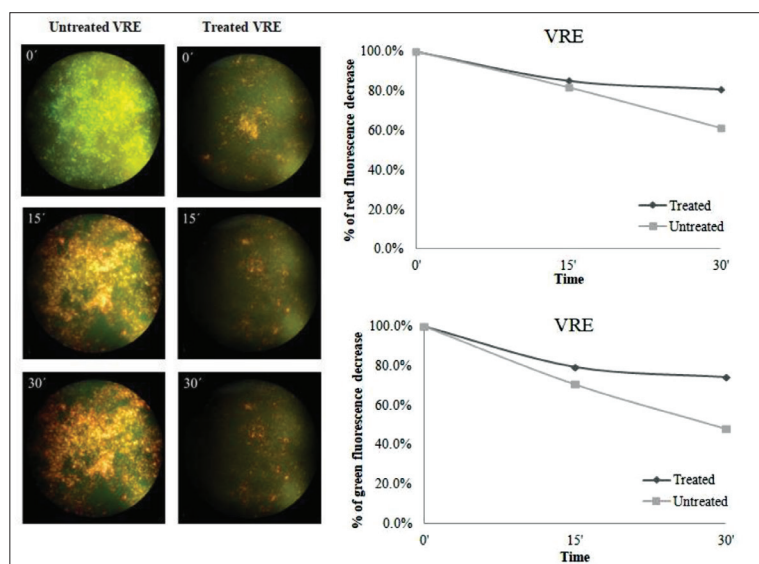 Untreated VRE
Treated VRE
0´
0´
15´
15´
30´
30´
VRE
% of red fluorescence decrease
100.0%
80.0%
60.0%
40.0%
20.0%
0.0%
Treated
Untreated
0'
15'
30'
Time
VRE
% of green fluorescence decrease
100.0%
80.0%
60.0%
40.0%
20.0%
0.0%
Treated
Untreated
0'
15'
30'
Time